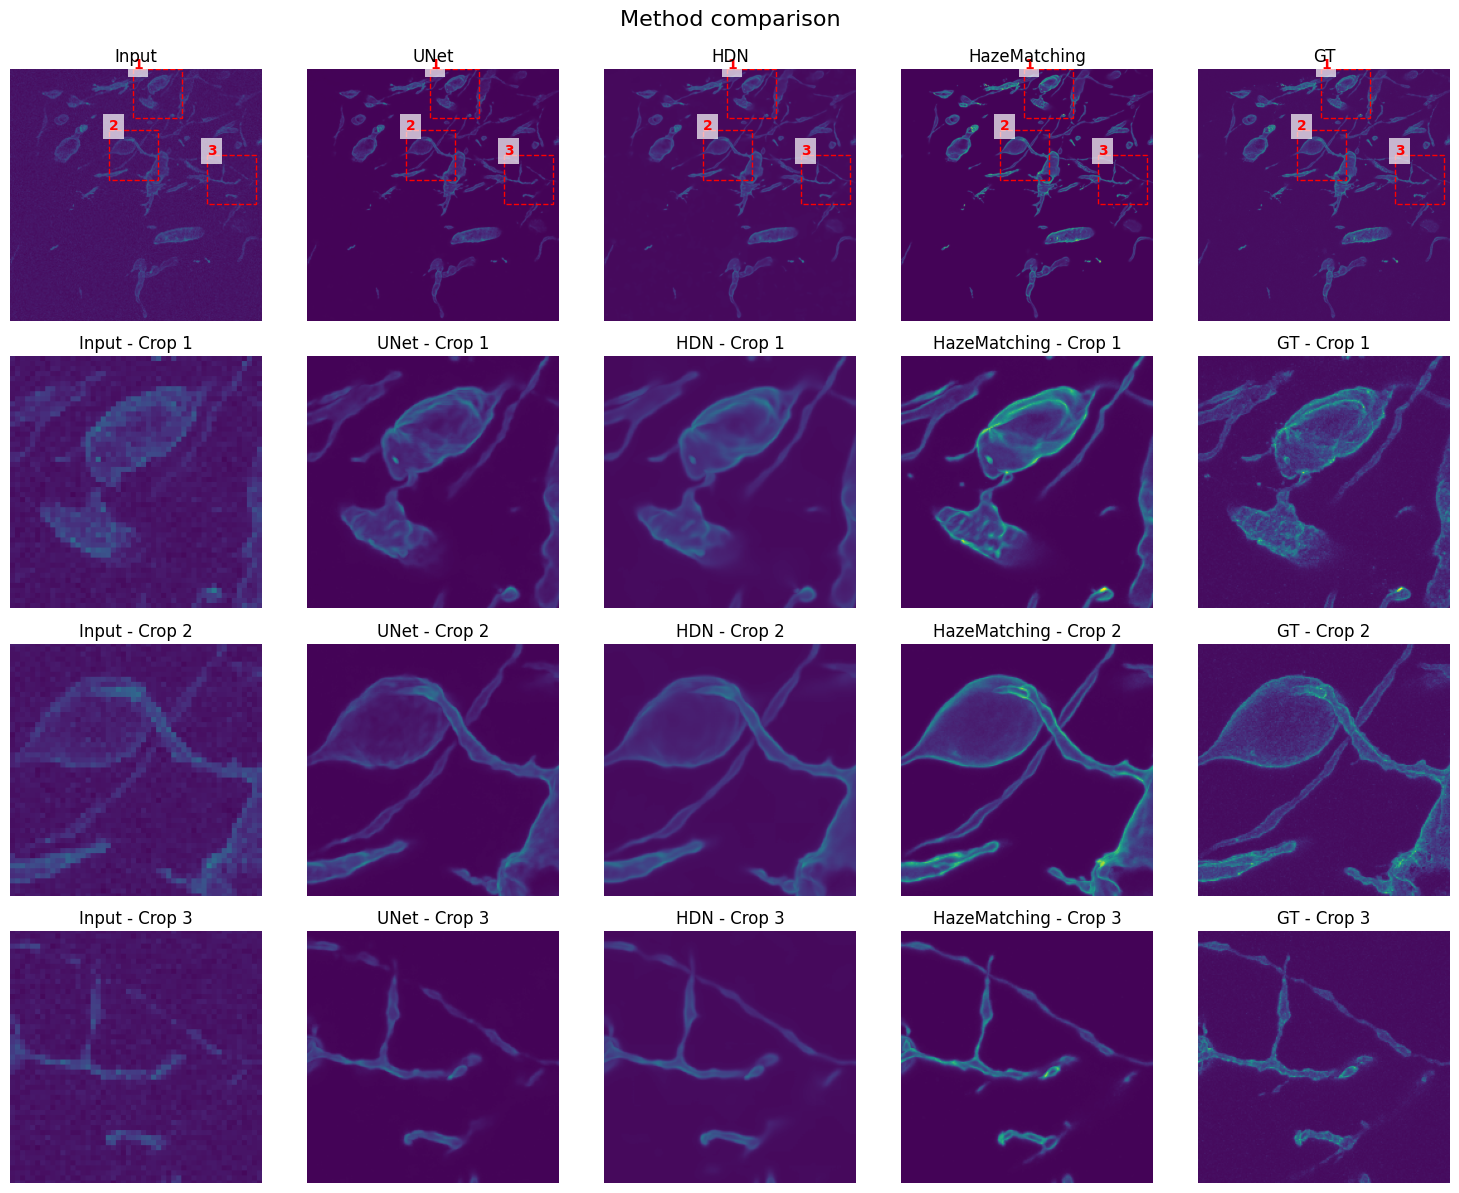 Method comparison
Input UNet HDN HazeMatching GT
1 1 1 1 1
2 2 2 2 2
3 3 3 3 3
Input - Crop 1 UNet - Crop 1 HDN - Crop 1 HazeMatching - Crop 1 GT - Crop 1
Input - Crop 2 UNet - Crop 2 HDN - Crop 2 HazeMatching - Crop 2 GT - Crop 2
Input - Crop 3 UNet - Crop 3 HDN - Crop 3 HazeMatching - Crop 3 GT - Crop 3